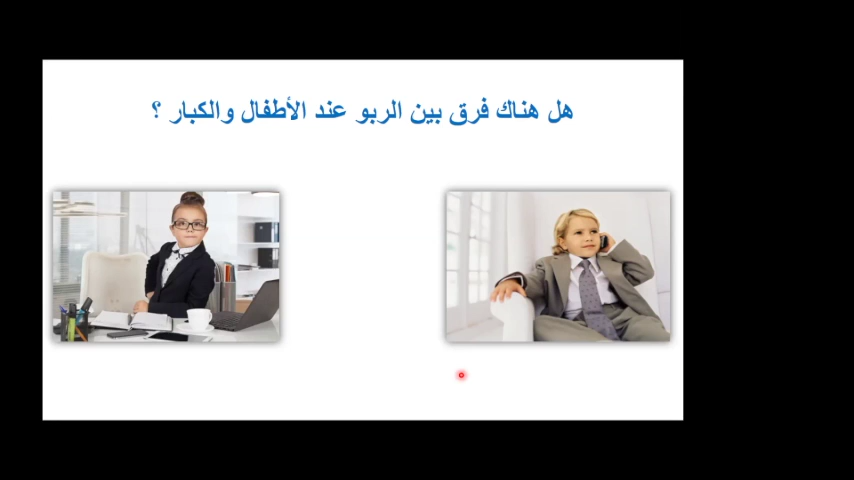 هل هناك فرق بين الربو عند الأطفال والكبار ؟